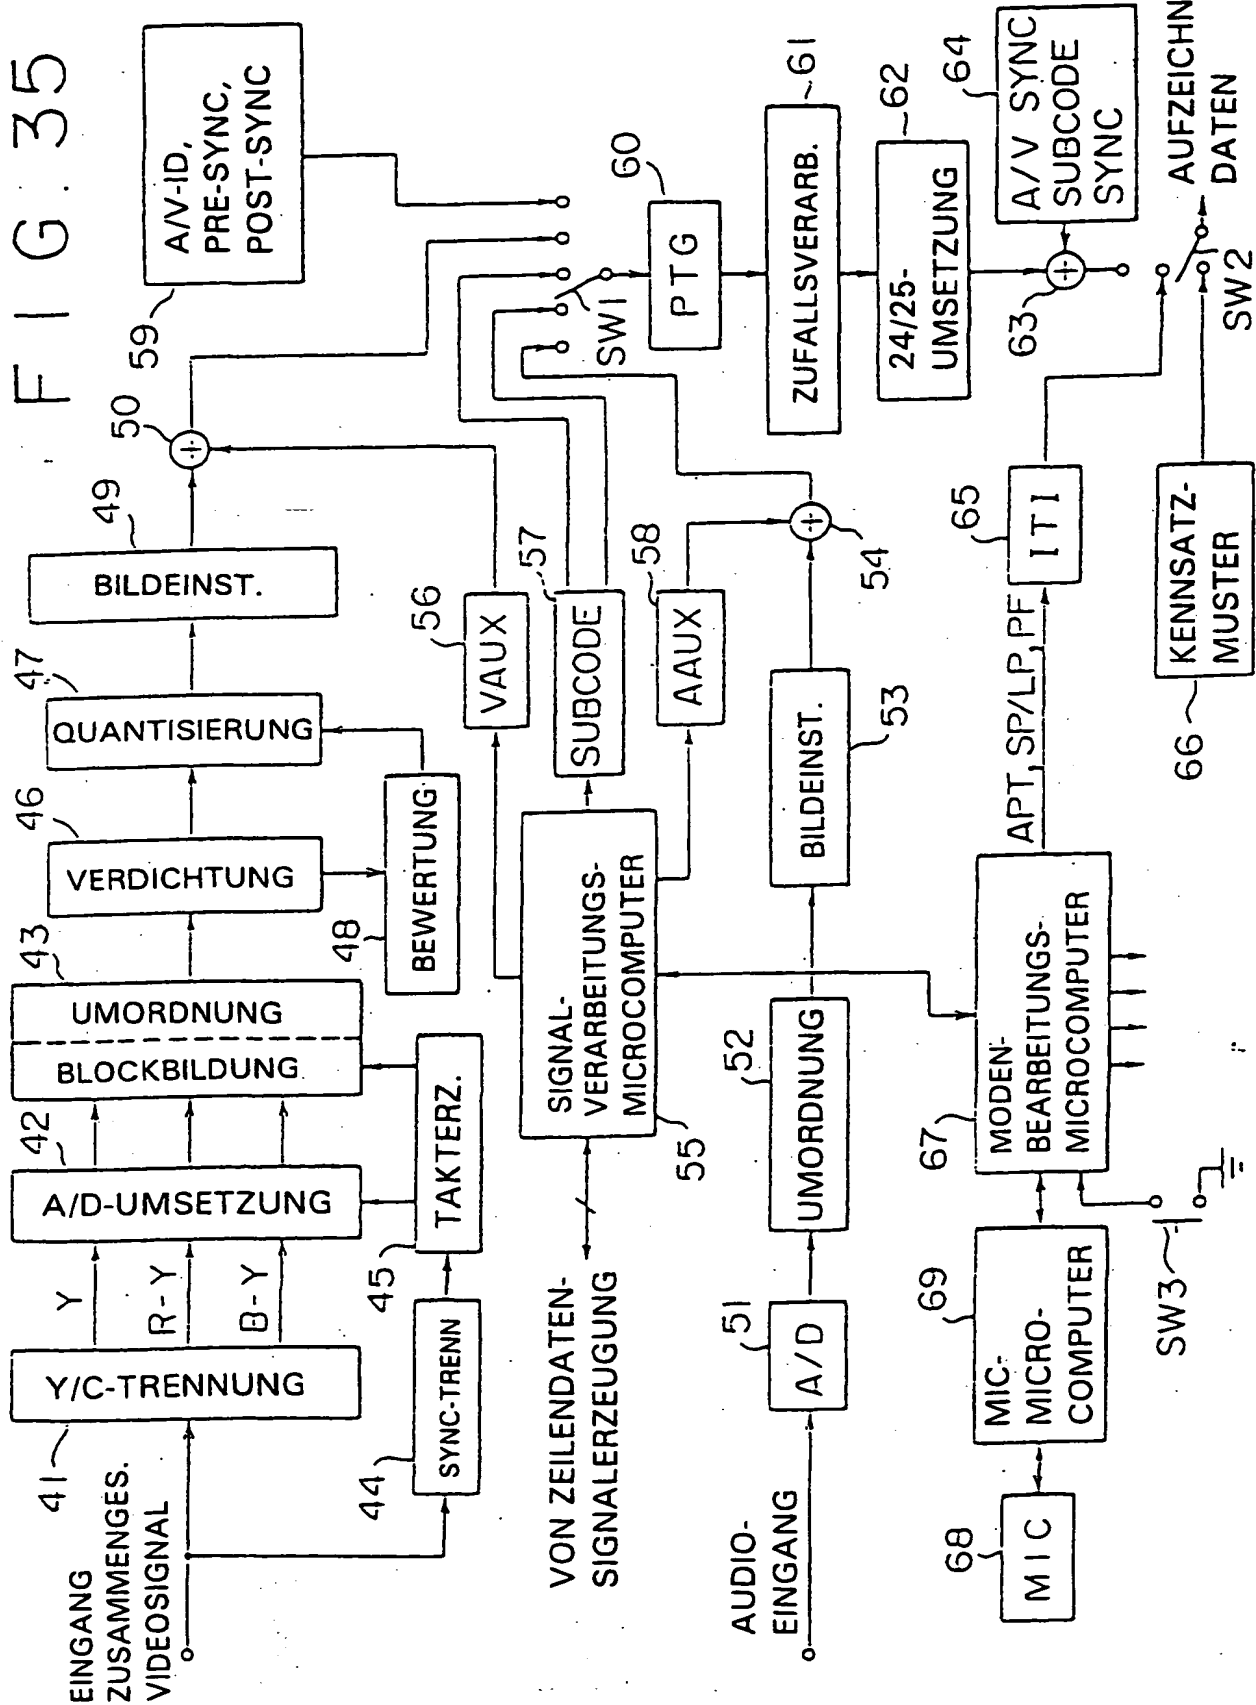 FIG. 35
EINGANG
ZUSAMMENGES.
VIDEOSIGNAL
41
Y/C-TRENNUNG
Y
R-Y
B-Y
42
A/D-UMSETZUNG
43
BLOCKBILDUNG
UMORDNUNG
44
SYNC-TRENN
45
TAKTERZ.
46
VERDICHTUNG
47
QUANTISIERUNG
48
BEWERTUNG
49
BILDEINST.
50
59
A/V-ID,
PRE-SYNC,
POST-SYNC
VON ZEILENDATEN-
SIGNALERZEUGUNG
55
SIGNAL-
VERARBEITUNGS-
MICROCOMPUTER
56
VAUX
57
SUBCODE
58
AAUX
SW1
60
PTG
61
ZUFALLSVERARB.
62
24/25-
UMSETZUNG
63
64
A/V SYNC
SUBCODE
SYNC
AUDIO-
EINGANG
51
A/D
52
UMORDNUNG
53
BILDEINST.
54
68
MIC
69
MIC-
MICRO-
COMPUTER
67
MODEN-
BEARBEITUNGS-
MICROCOMPUTER
SW3
APT, SP/LP, PF
65
ITI
66
KENNSATZ-
MUSTER
SW2
AUFZEICHN
DATEN